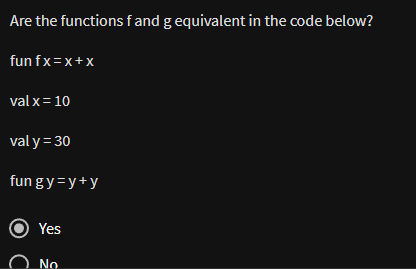 Are the functions f and g equivalent in the code below?
fun f x = x + x
val x = 10
val y = 30
fun g y = y + y
Yes
No